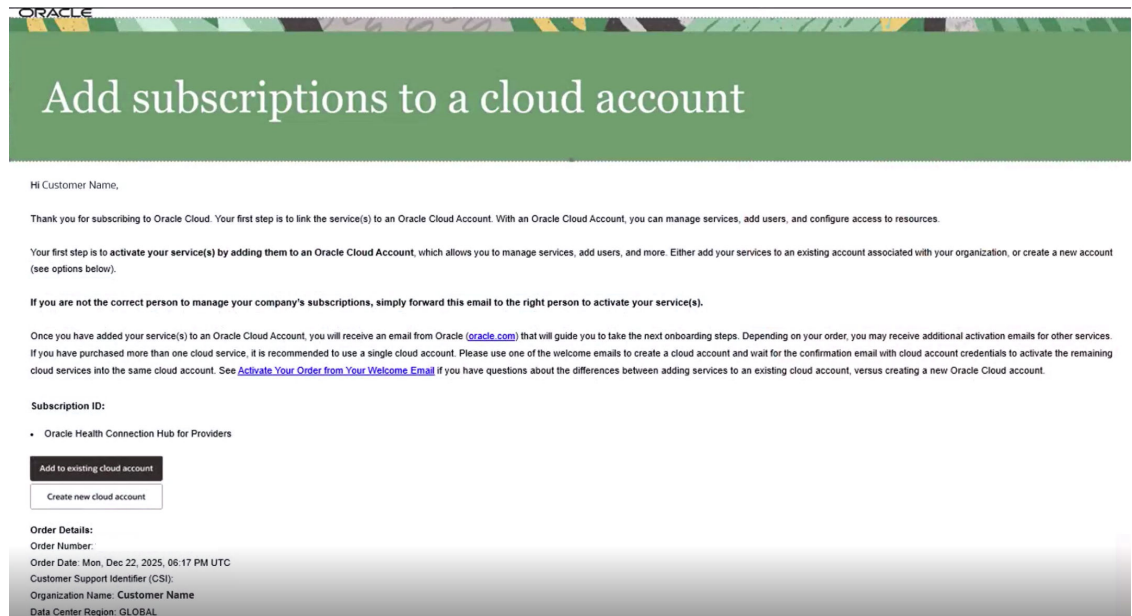 ORACLE
Add subscriptions to a cloud account
Hi Customer Name,
Thank you for subscribing to Oracle Cloud. Your first step is to link the service(s) to an Oracle Cloud Account. With an Oracle Cloud Account, you can manage services, add users, and configure access to resources.
Your first step is to activate your service(s) by adding them to an Oracle Cloud Account, which allows you to manage services, add users, and more. Either add your services to an existing account associated with your organization, or create a new account
(see options below).
If you are not the correct person to manage your company's subscriptions, simply forward this email to the right person to activate your service(s).
Once you have added your service(s) to an Oracle Cloud Account, you will receive an email from Oracle (oracle.com) that will guide you to take the next onboarding steps. Depending on your order, you may receive additional activation emails for other services.
If you have purchased more than one cloud service, it is recommended to use a single cloud account. Please use one of the welcome emails to create a cloud account and wait for the confirmation email with cloud account credentials to activate the remaining
cloud services into the same cloud account. See Activate Your Order from Your Welcome Email if you have questions about the differences between adding services to an existing cloud account, versus creating a new Oracle Cloud account.
Subscription ID:
• Oracle Health Connection Hub for Providers
Add to existing cloud account
Create new cloud account
Order Details:
Order Number:
Order Date: Mon, Dec 22, 2025, 06:17 PM UTC
Customer Support Identifier (CSI):
Organization Name: Customer Name
Data Center Region: GLOBAL